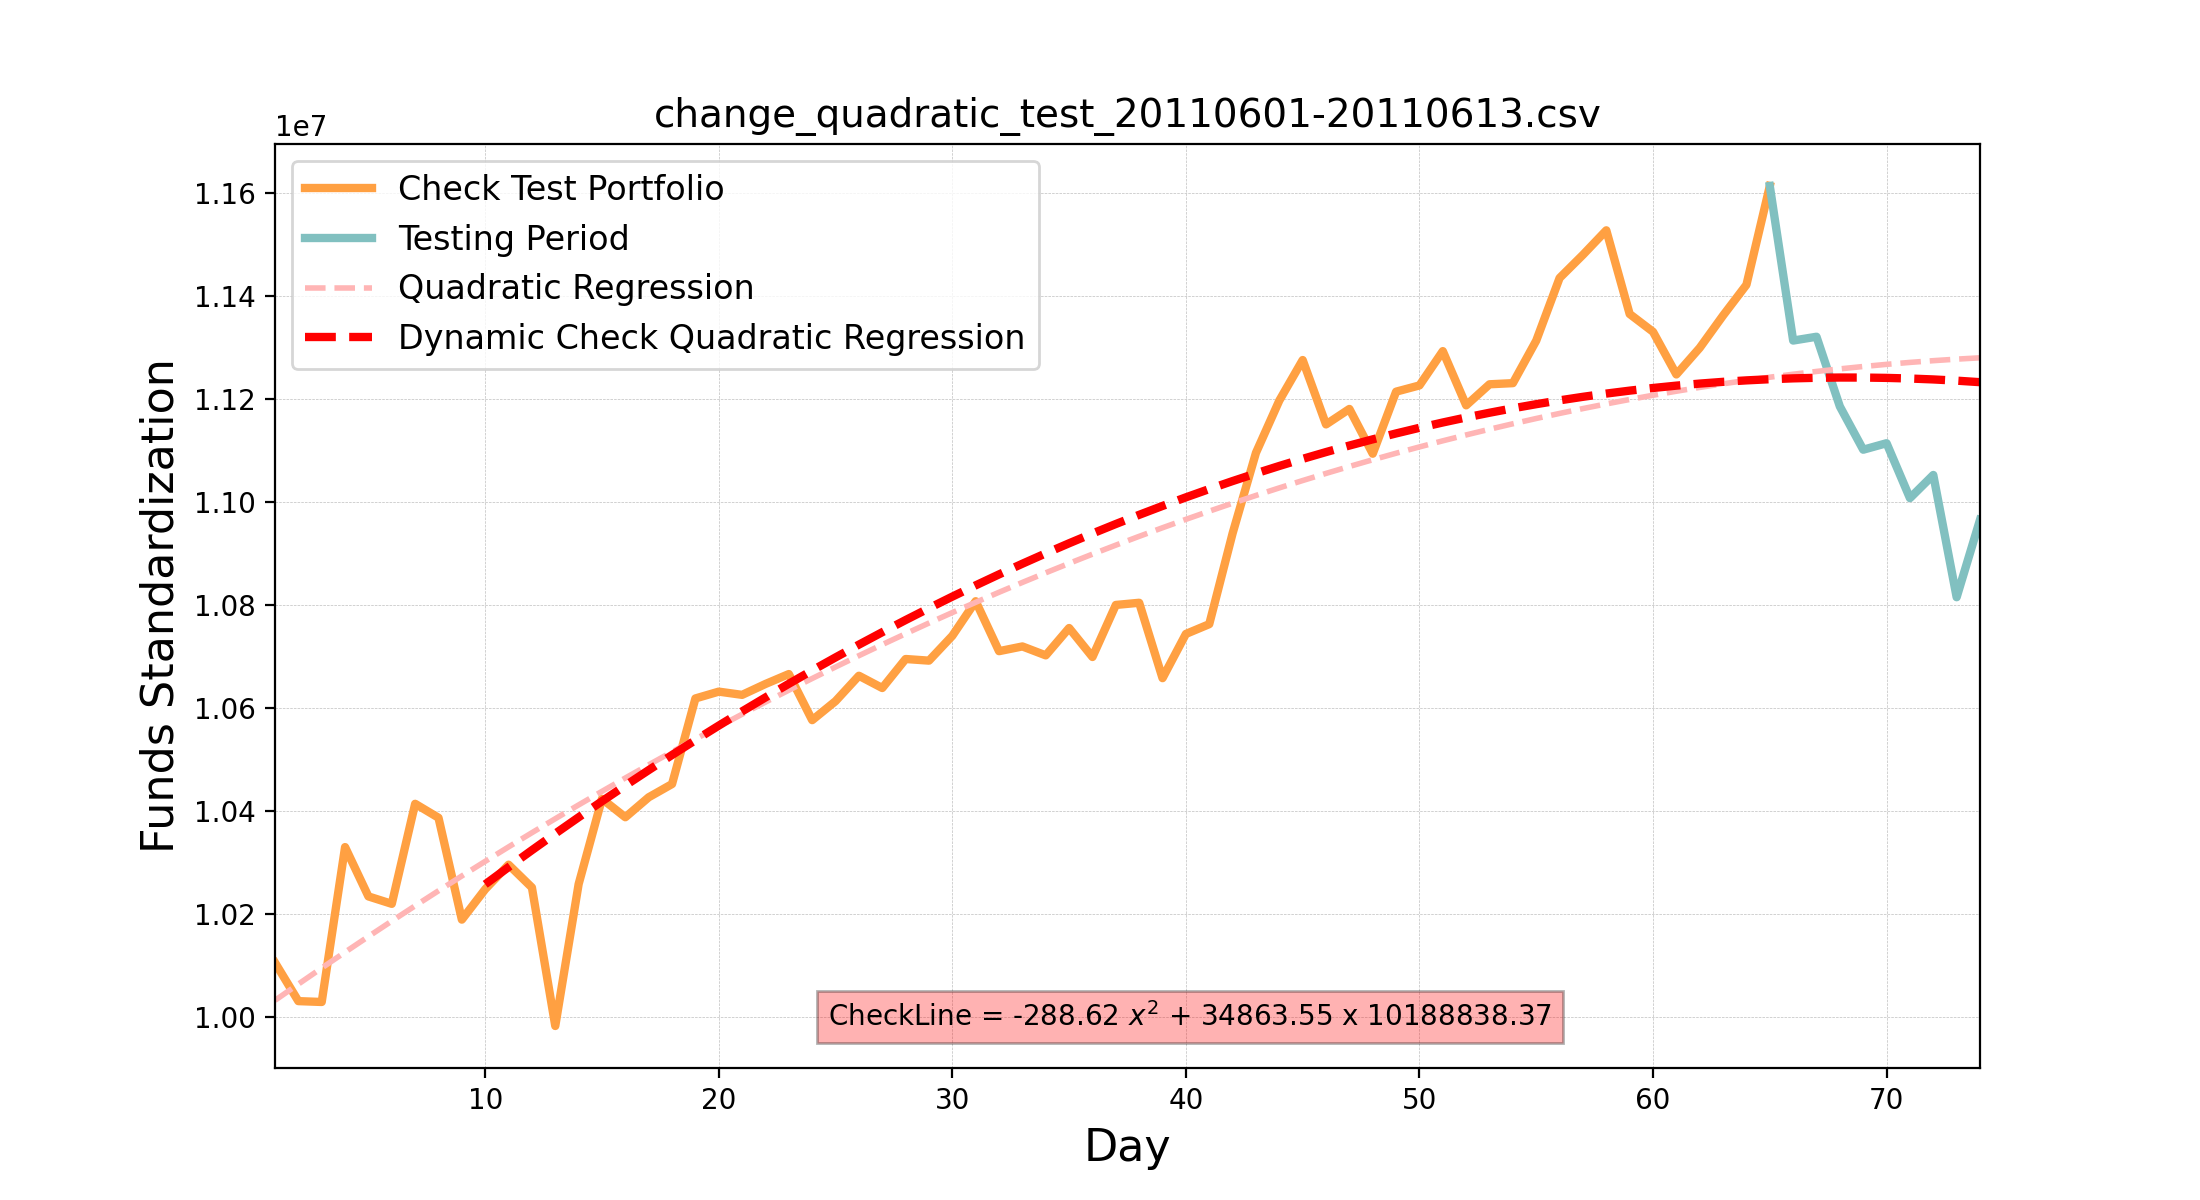 change_quadratic_test_20110601-20110613.csv
1e7
Check Test Portfolio
Testing Period
Quadratic Regression
Dynamic Check Quadratic Regression
1.16
1.14
1.12
1.10
1.08
1.06
1.04
1.02
1.00
Funds Standardization
CheckLine = -288.62 x² + 34863.55 x 10188838.37
10 20 30 40 50 60 70
Day